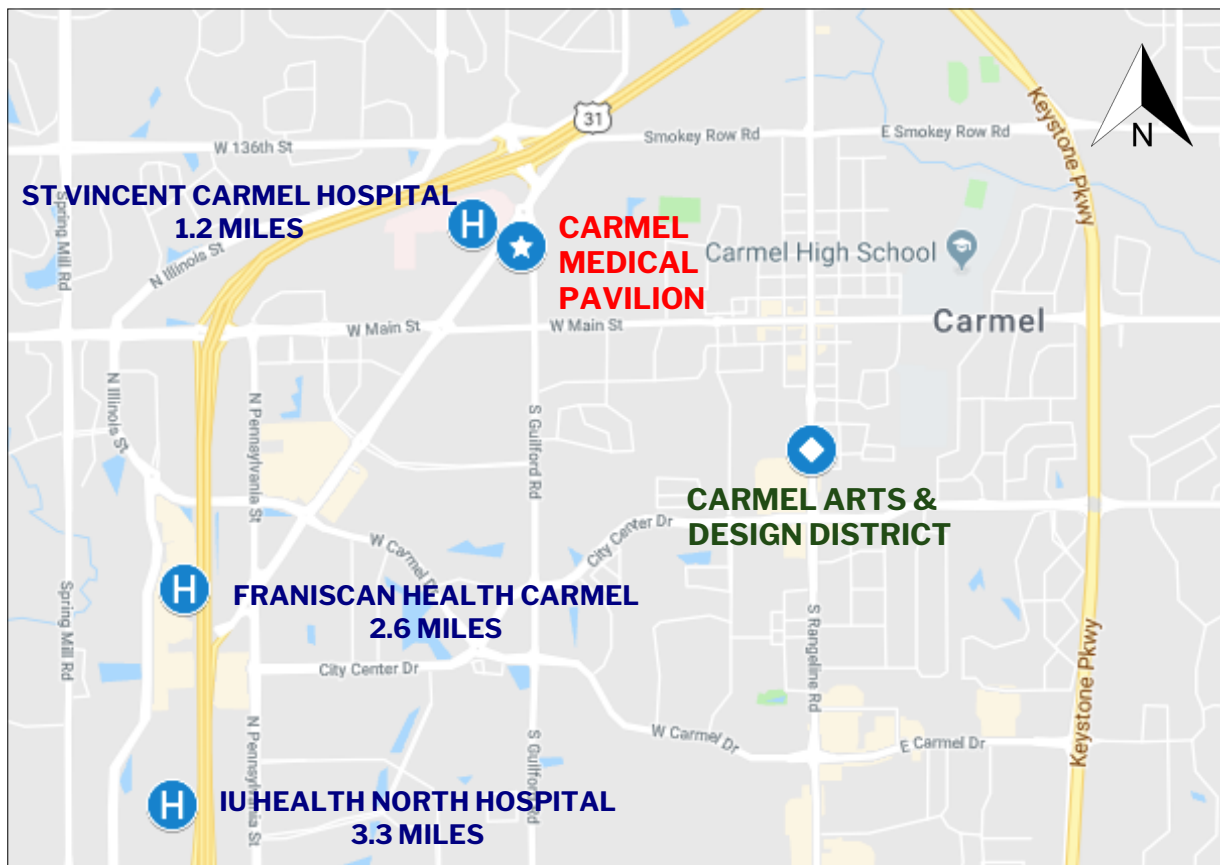 31
Keystone Pkwy
N
Smokey Row Rd
E Smokey Row Rd
W 136th St
ST VINCENT CARMEL HOSPITAL
1.2 MILES
Spring Mill Rd
H
CARMEL
MEDICAL
PAVILION
Carmel High School
N Illinois St
W Main St
W Main St
Carmel
N Illinois St
N Pennsylvania St
S Guilford Rd
CARMEL ARTS &
DESIGN DISTRICT
City Center Dr
W Carmel Dr
H
FRANISCAN HEALTH CARMEL
2.6 MILES
Spring Mill Rd
S Rangeline Rd
City Center Dr
Keystone Pkwy
N Pennsylvania St
S Guilford Rd
W Carmel Dr
E Carmel Dr
H
IU HEALTH NORTH HOSPITAL
3.3 MILES